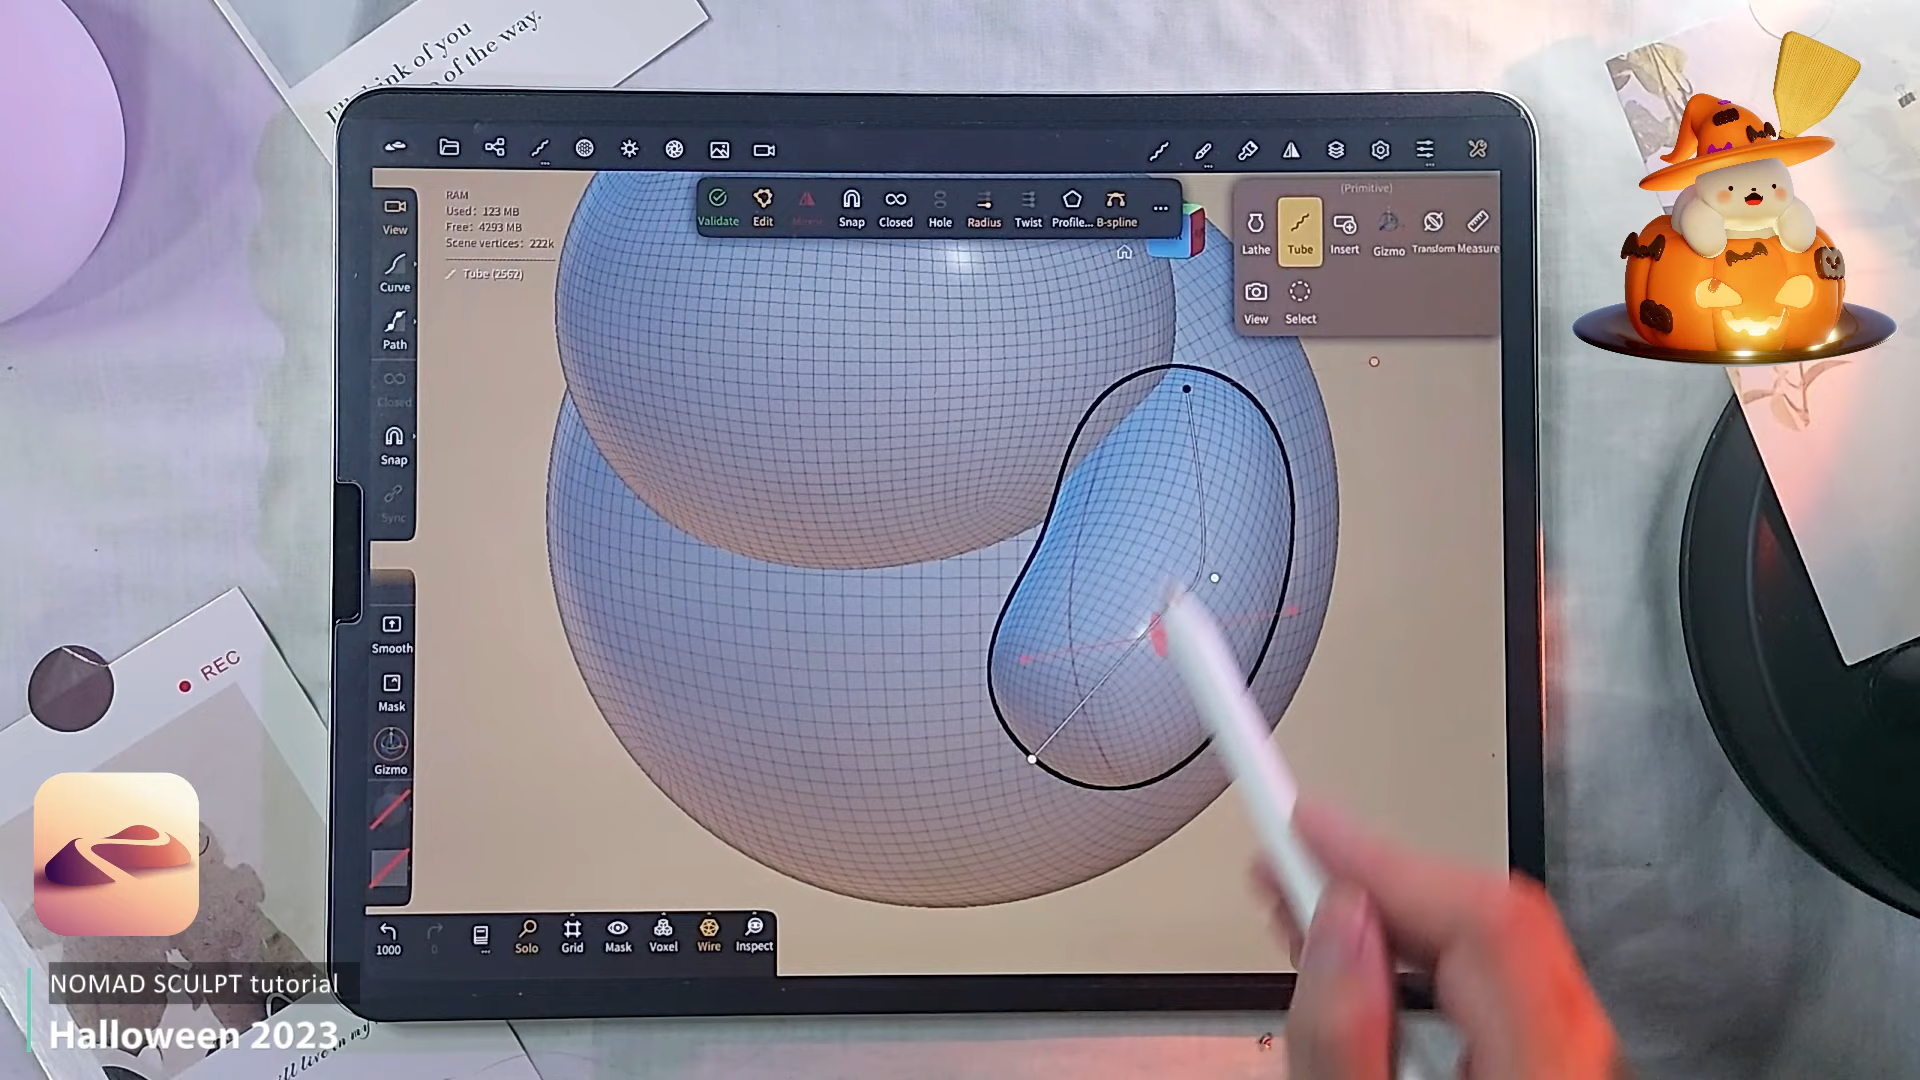 I'll think of you
of the way.
RAM
Used: 123 MB
Free: 4293 MB
Scene vertices: 222k
Tube (2562)
View
Curve
Path
Closed
Snap
Sync
Validate
Edit
Snap
Closed
Hole
Radius
Twist
Profile...
B-spline
(Primitive)
Lathe
Tube
Insert
Gizmo
Transform
Measure
View
Select
Smooth
Mask
Gizmo
1000
0
Solo
Grid
Mask
Voxel
Wire
Inspect
REC
NOMAD SCULPT tutorial
Halloween 2023